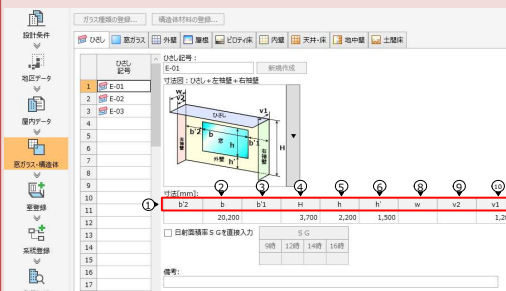 ガラス種類の登録... 構造体材料の登録...
ひさし 窓ガラス 外壁 屋根 ピロティ床 内壁 天井・床 地中壁 土間床
設計条件
地区データ
屋内データ
窓ガラス・構造体
室登録
系統登録
ひさし
記号
1 E-01
2 E-02
3 E-03
4
5
6
7
8
9
10
11
12
13
14
15
16
17
ひさし記号:
E-01 新規作成
寸法図:ひさし+左袖壁+右袖壁
w
v2
ひさし
v1
b'2 b b'1
窓 h H
左袖壁
右袖壁
外壁 h'
寸法[mm]:
② ③ ④ ⑤ ⑥ ⑧ ⑨ ⑩
① b'2 b b'1 H h h' w v2 v1
20,200 3,700 2,200 1,500
日射面積率SGを直接入力
SG
9時 12時 14時 16時
備考: